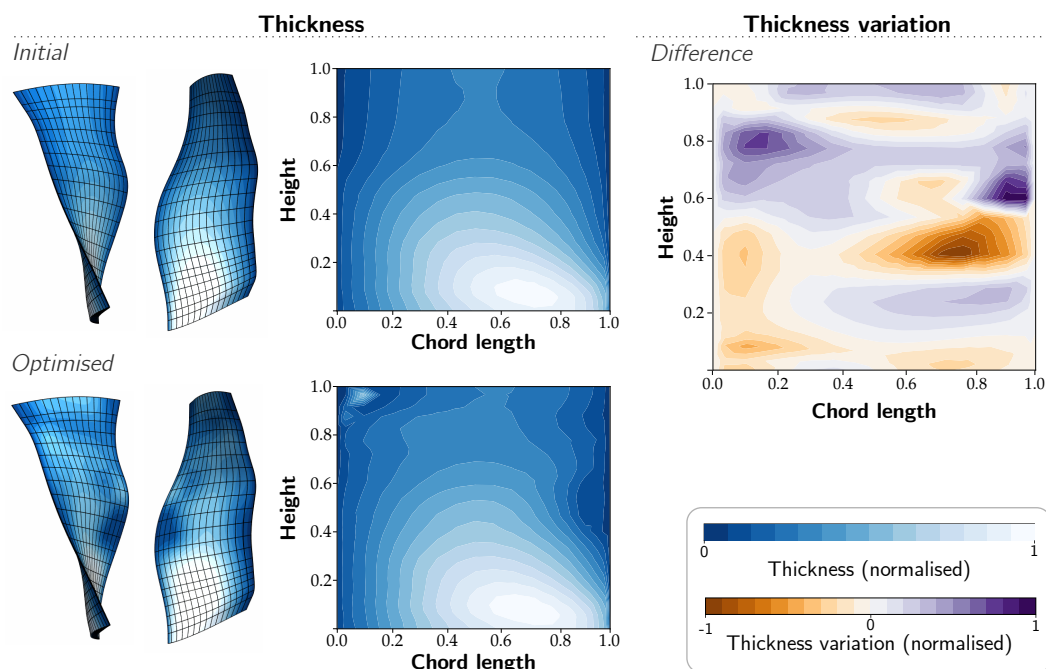 Thickness
Thickness variation
Initial
Difference
1.0
0.8
0.6
0.4
0.2
Height
0.0 0.2 0.4 0.6 0.8 1.0
Chord length
1.0
0.8
0.6
0.4
0.2
Height
0.0 0.2 0.4 0.6 0.8 1.0
Chord length
Optimised
1.0
0.8
0.6
0.4
0.2
Height
0.0 0.2 0.4 0.6 0.8 1.0
Chord length
0 1
Thickness (normalised)
-1 0 1
Thickness variation (normalised)